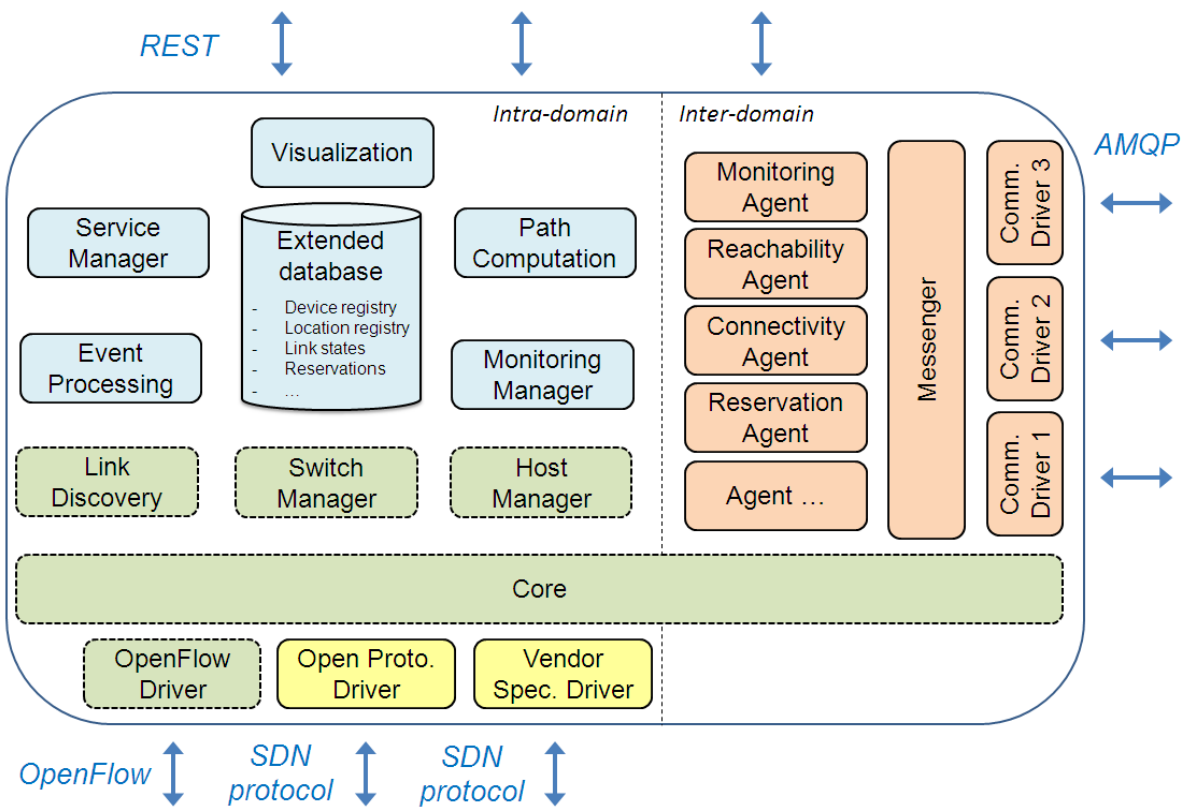 REST
Intra-domain
Inter-domain
Visualization
Service
Manager
Extended
database
- Device registry
- Location registry
- Link states
- Reservations
- ...
Path
Computation
Event
Processing
Monitoring
Manager
Link
Discovery
Switch
Manager
Host
Manager
Monitoring
Agent
Reachability
Agent
Connectivity
Agent
Reservation
Agent
Agent ...
Messenger
Comm.
Driver 3
Comm.
Driver 2
Comm.
Driver 1
AMQP
Core
OpenFlow
Driver
Open Proto.
Driver
Vendor
Spec. Driver
OpenFlow
SDN
protocol
SDN
protocol